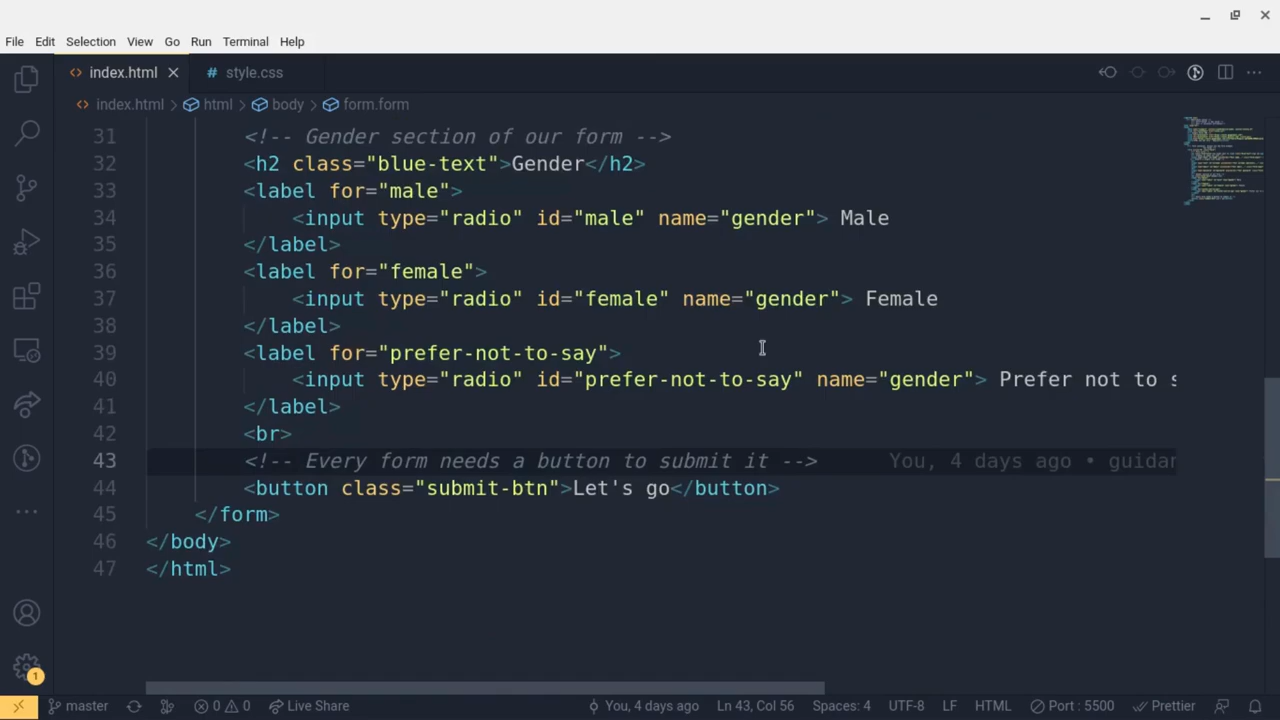 File Edit Selection View Go Run Terminal Help
index.html style.css
index.html > html > body > form.form
31 <!-- Gender section of our form -->
32 <h2 class="blue-text">Gender</h2>
33 <label for="male">
34 <input type="radio" id="male" name="gender"> Male
35 </label>
36 <label for="female">
37 <input type="radio" id="female" name="gender"> Female
38 </label>
39 <label for="prefer-not-to-say">
40 <input type="radio" id="prefer-not-to-say" name="gender"> Prefer not to s
41 </label>
42 <br>
43 <!-- Every form needs a button to submit it --> You, 4 days ago • guidan
44 <button class="submit-btn">Let's go</button>
45 </form>
46 </body>
47 </html>
1 master 0 0 Live Share You, 4 days ago Ln 43, Col 56 Spaces: 4 UTF-8 LF HTML Port : 5500 Prettier